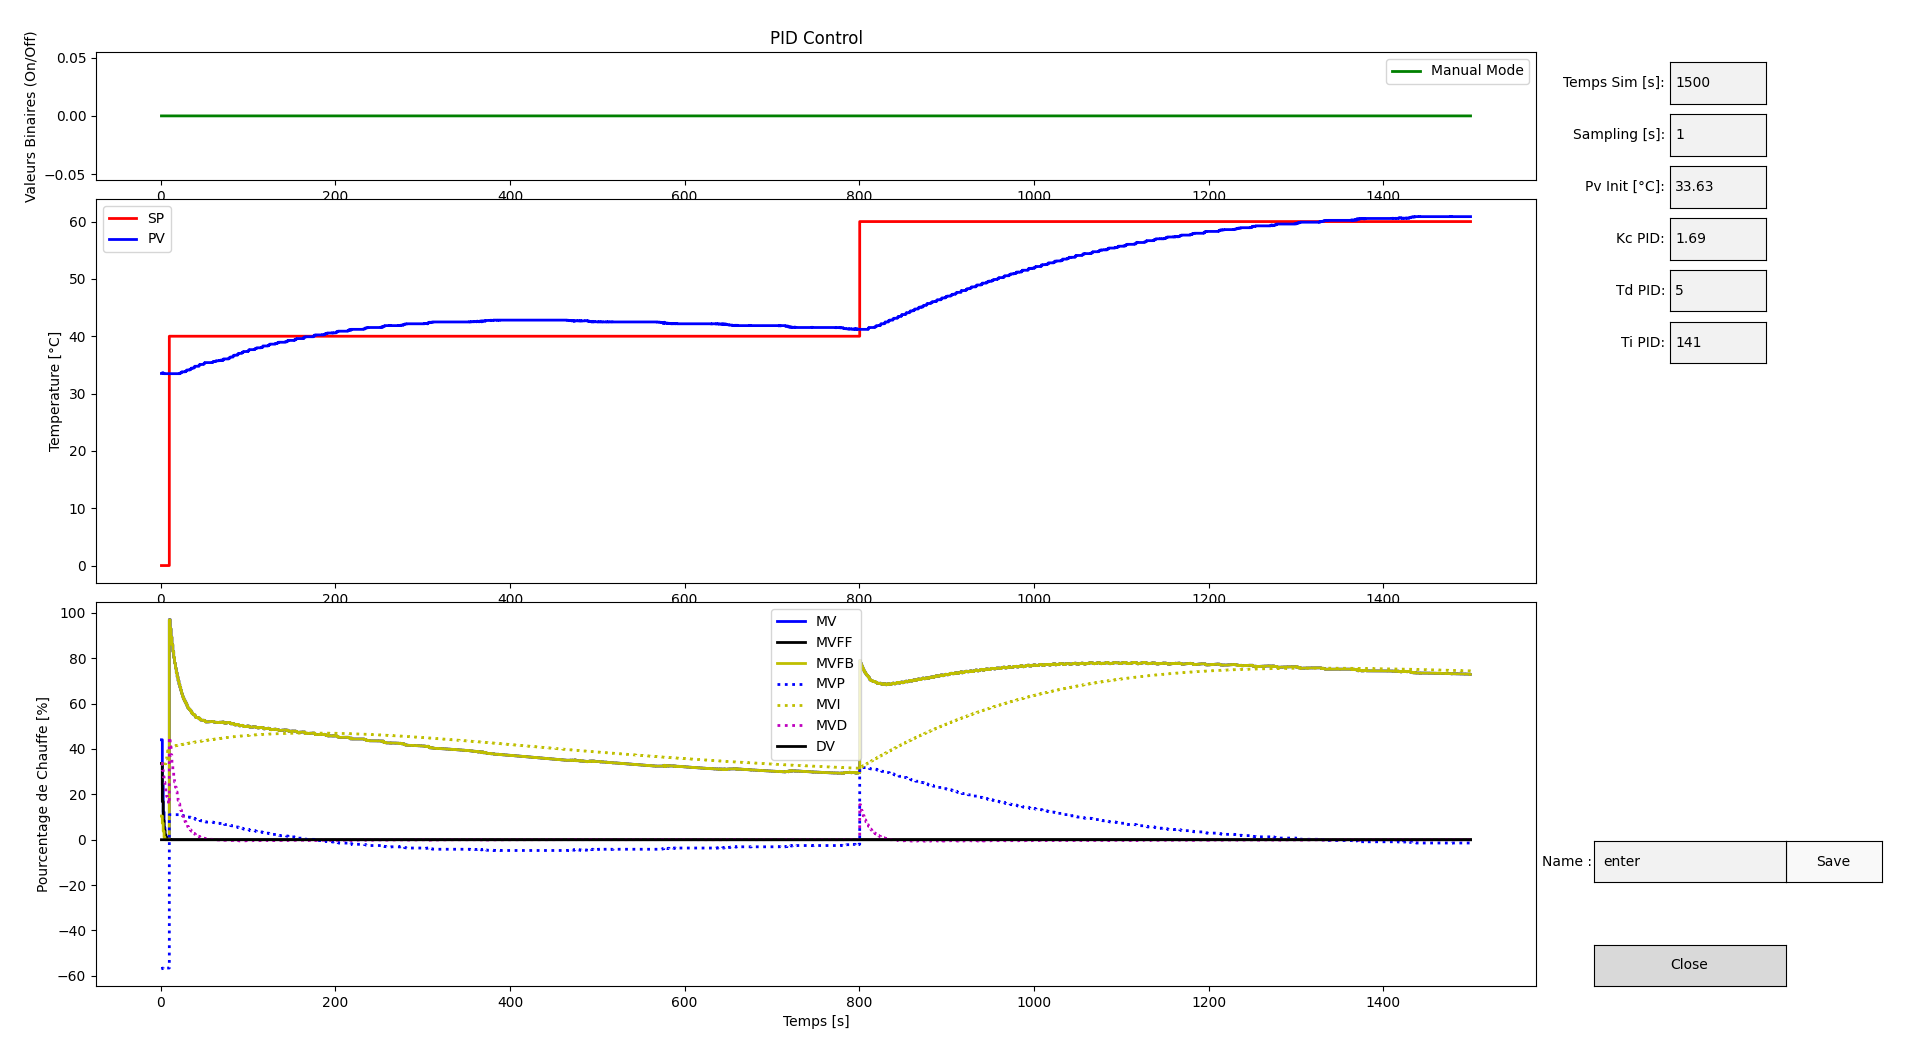 PID Control
Valeurs Binaires (On/Off)
0.05
0.00
−0.05
Manual Mode
0 200 400 600 800 1000 1200 1400
Temperature [°C]
60
50
40
30
20
10
0
SP
PV
0 200 400 600 800 1000 1200 1400
Pourcentage de Chauffe [%]
100
80
60
40
20
0
−20
−40
−60
MV
MVFF
MVFB
MVP
MVI
MVD
DV
0 200 400 600 800 1000 1200 1400
Temps [s]
Temps Sim [s]: 1500
Sampling [s]: 1
Pv Init [°C]: 33.63
Kc PID: 1.69
Td PID: 5
Ti PID: 141
Name : enter Save
Close